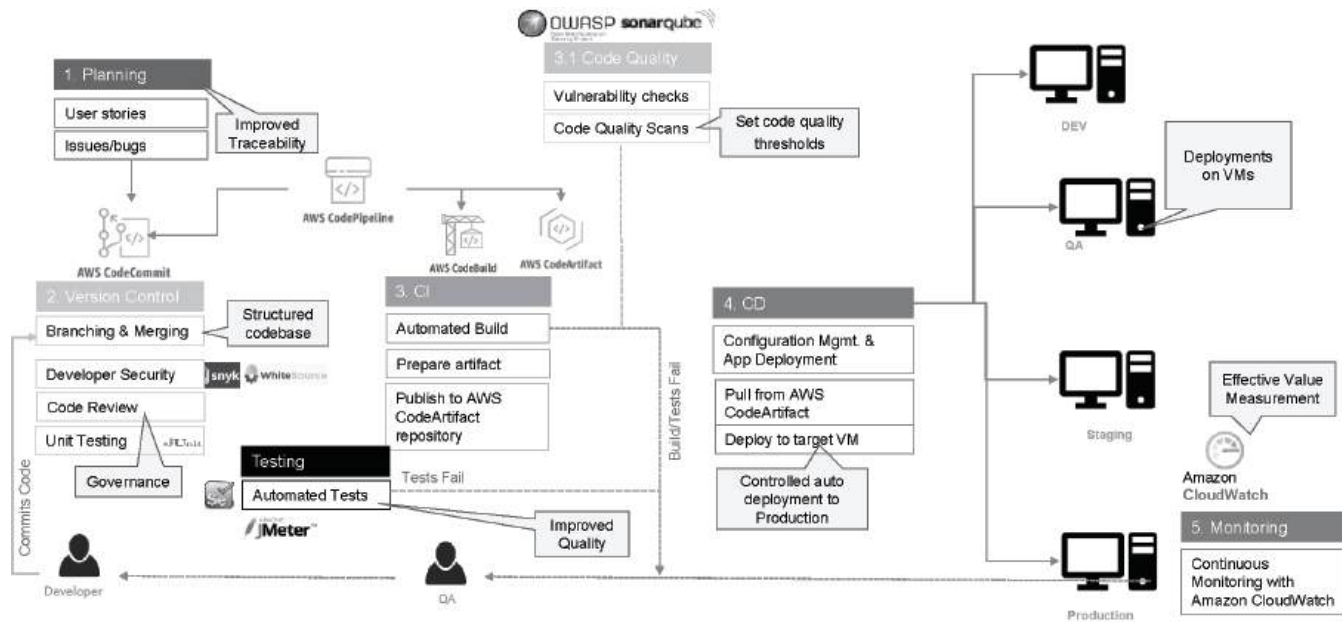 OWASP
sonarqube
3.1 Code Quality
Vulnerability checks
Code Quality Scans
Set code quality
thresholds
1. Planning
User stories
Issues/bugs
Improved
Traceability
AWS CodePipeline
AWS CodeCommit
AWS CodeBuild
AWS CodeArtifact
2. Version Control
Branching & Merging
Structured
codebase
Developer Security
snyk
WhiteSource
Code Review
Unit Testing
Governance
Commits Code
Developer
3. CI
Automated Build
Prepare artifact
Publish to AWS
CodeArtifact
repository
Testing
Automated Tests
JMeter
Tests Fail
Improved
Quality
QA
Build/Tests Fail
4. CD
Configuration Mgmt. &
App Deployment
Pull from AWS
CodeArtifact
Deploy to target VM
Controlled auto
deployment to
Production
DEV
QA
Deployments
on VMs
Staging
Production
Effective Value
Measurement
Amazon
CloudWatch
5. Monitoring
Continuous
Monitoring with
Amazon CloudWatch